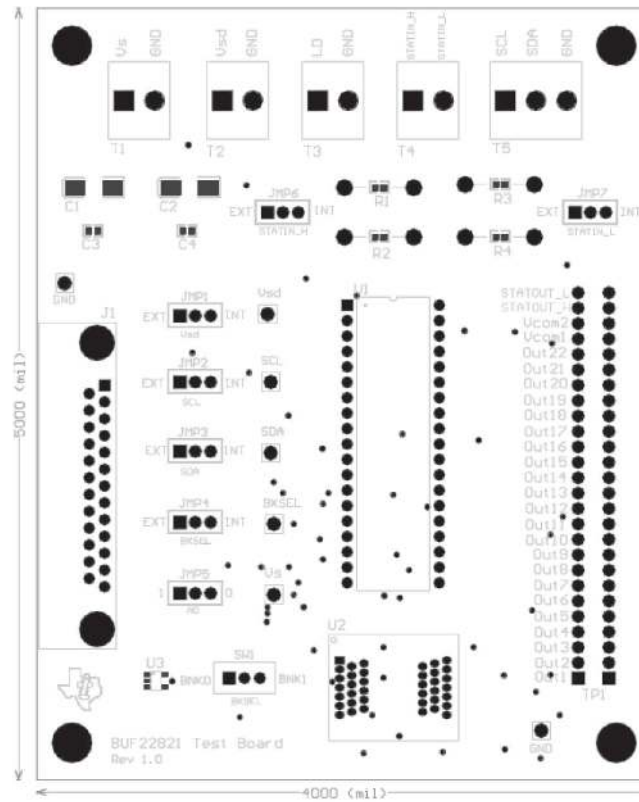 Vs GND
Vsd GND
LD GND
STATIN_H STATIN_L
SCL SDA GND
T1
T2
T3
T4
T5
C1
C2
C3
C4
JMP6
EXT INT
STATIN_H
R1
R2
R3
R4
JMP7
EXT INT
STATIN_L
GND
J1
JMP1
EXT INT
Vsd
Vsd
JMP2
EXT INT
SCL
SCL
JMP3
EXT INT
SDA
SDA
JMP4
EXT INT
BKSEL
BKSEL
JMP5
1 0
A0
Vs
U1
STATOUT_L
STATOUT_H
Vcom2
Vcom1
Out22
Out21
Out20
Out19
Out18
Out17
Out16
Out15
Out14
Out13
Out12
Out11
Out10
Out9
Out8
Out7
Out6
Out5
Out4
Out3
Out2
Out1
TP1
U2
U3
SW1
BNK0 BNK1
BKSEL
GND
BUF22821 Test Board
Rev 1.0
5000 (mil)
4000 (mil)